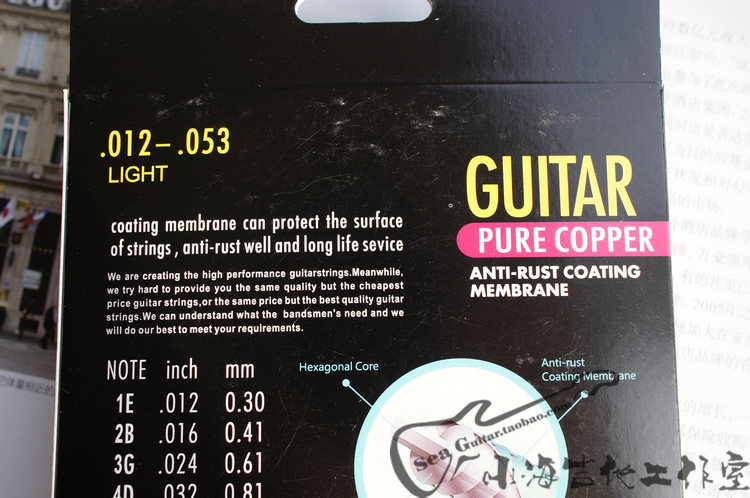 .012–.053
LIGHT
GUITAR
PURE COPPER
ANTI-RUST COATING
MEMBRANE
coating membrane can protect the surface
of strings , anti-rust well and long life sevice
We are creating the high performance guitarstrings.Meanwhile,
we try hard to provide you the same quality but the cheapest
price guitar strings,or the same price but the best quality guitar
strings.We can understand what the bandsmen's need and we
will do our best to meet your requirements.
NOTE inch mm
1E .012 0.30
2B .016 0.41
3G .024 0.61
4D .032 0.81
Hexagonal Core
Anti-rust
Coating Membrane
Sea Guitar.taobao.com
小海吉他工作室